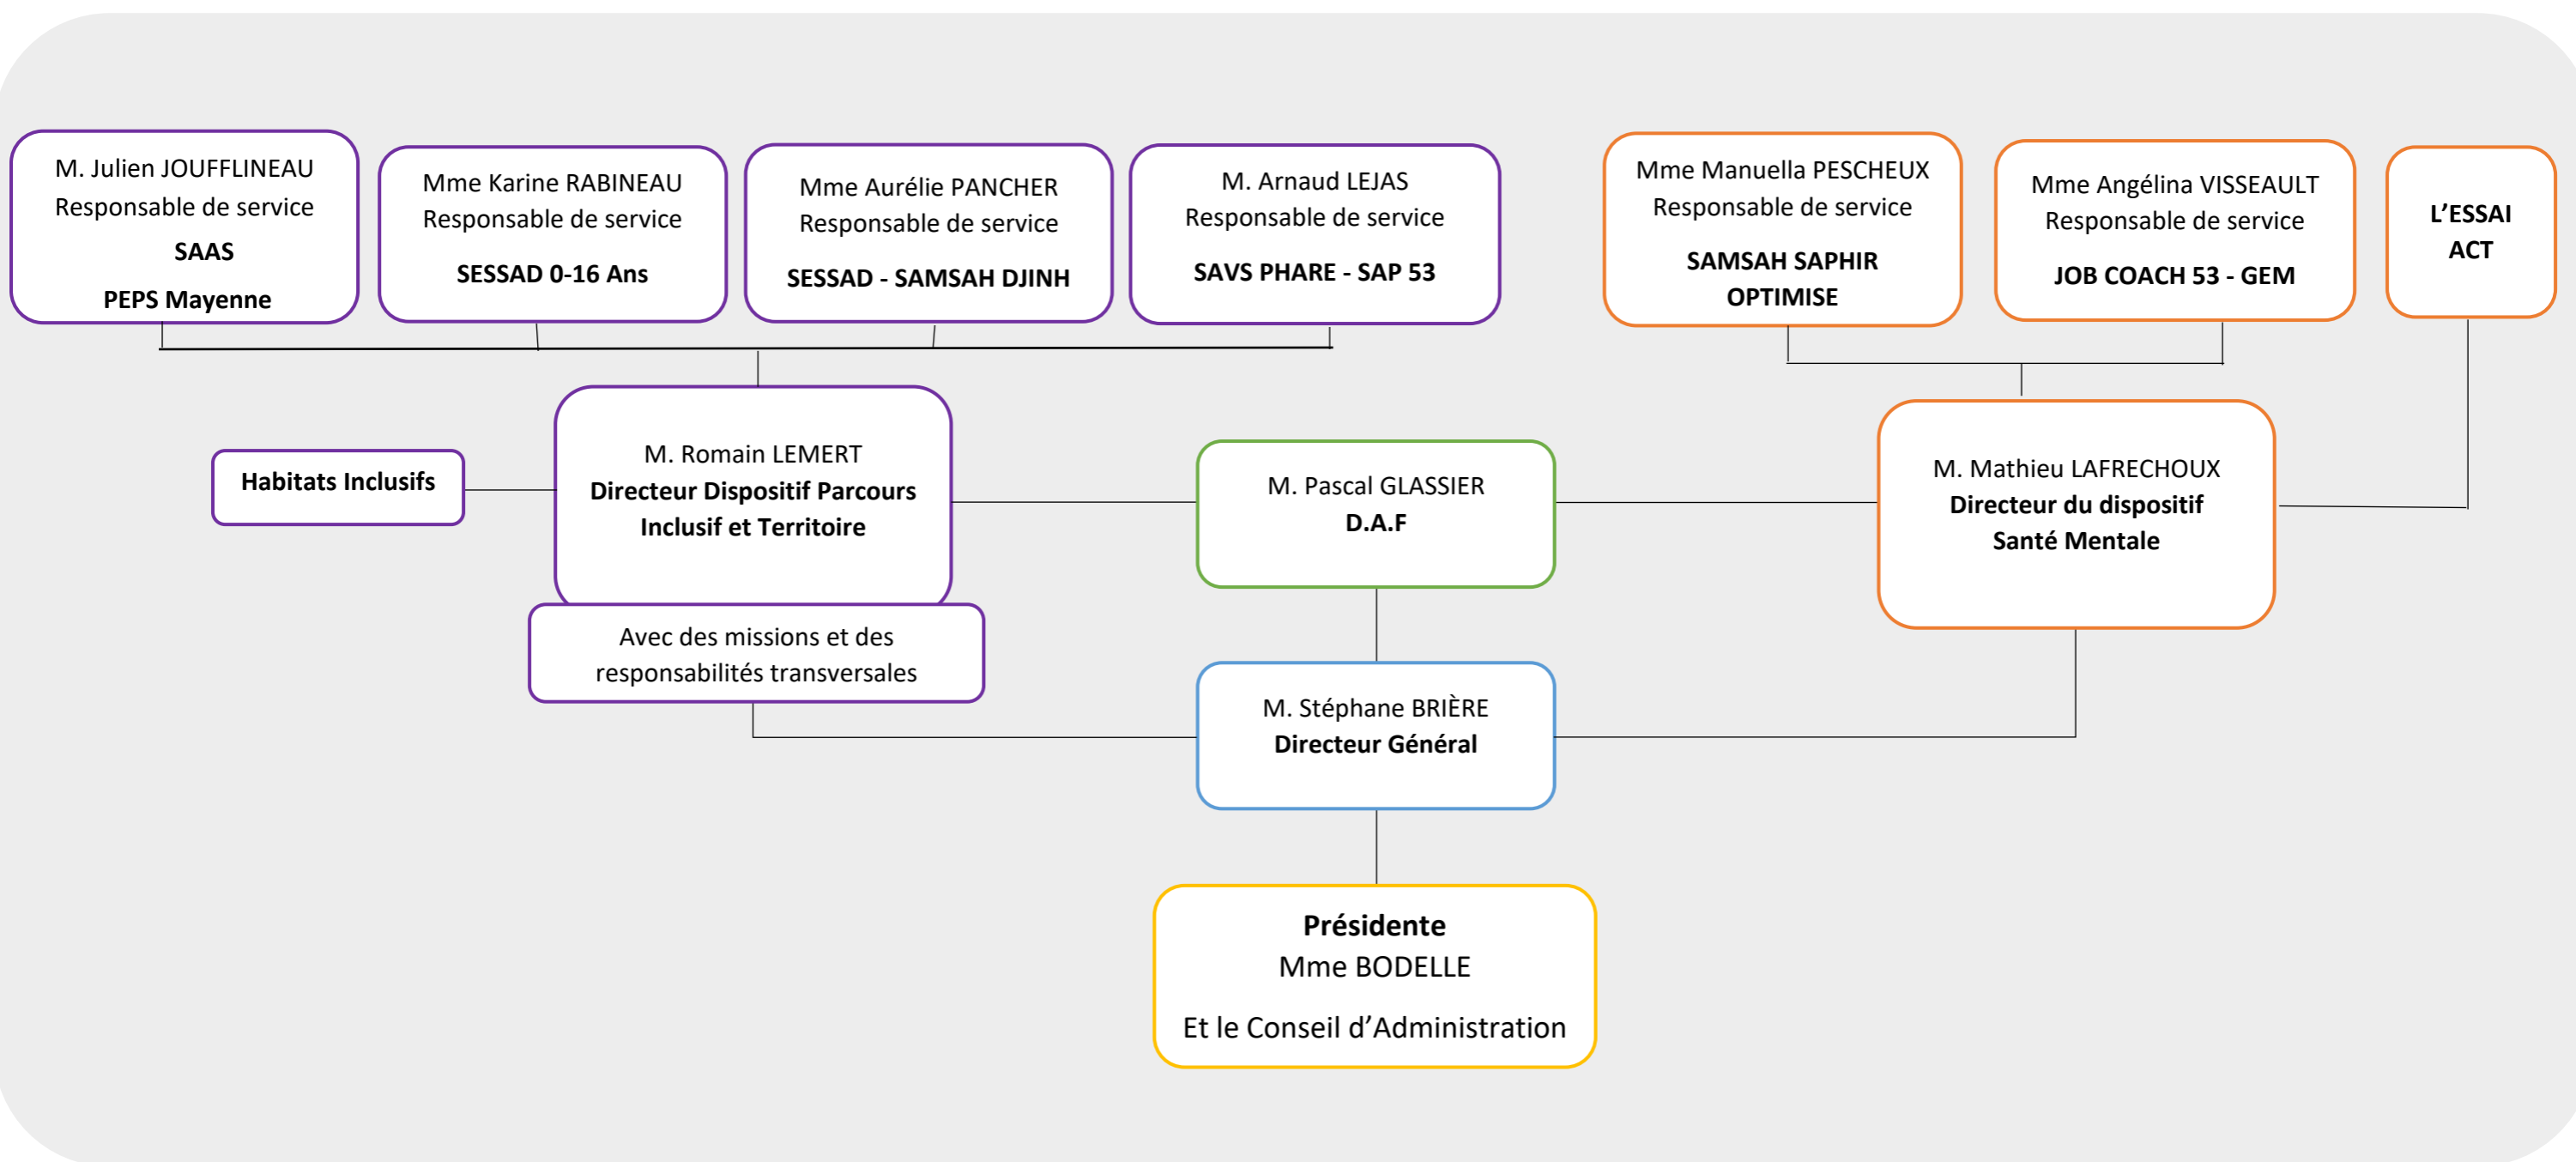 M. Julien JOUFFLINEAU
Responsable de service
SAAS
PEPS Mayenne
Mme Karine RABINEAU
Responsable de service
SESSAD 0-16 Ans
Mme Aurélie PANCHER
Responsable de service
SESSAD - SAMSAH DJINH
M. Arnaud LEJAS
Responsable de service
SAVS PHARE - SAP 53
Mme Manuella PESCHEUX
Responsable de service
SAMSAH SAPHIR
OPTIMISE
Mme Angélina VISSEAULT
Responsable de service
JOB COACH 53 - GEM
L’ESSAI
ACT
Habitats Inclusifs
M. Romain LEMERT
Directeur Dispositif Parcours
Inclusif et Territoire
Avec des missions et des
responsabilités transversales
M. Pascal GLASSIER
D.A.F
M. Mathieu LAFRECHOUX
Directeur du dispositif
Santé Mentale
M. Stéphane BRIÈRE
Directeur Général
Présidente
Mme BODELLE
Et le Conseil d’Administration